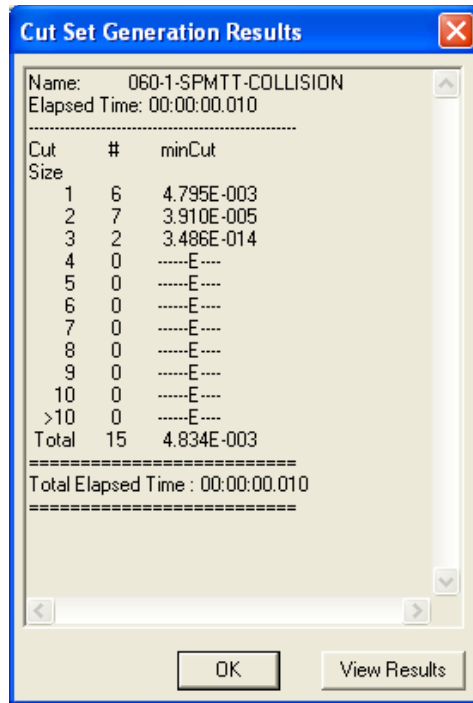 Cut Set Generation Results
Name: 060-1-SPMTT-COLLISION
Elapsed Time: 00:00:00.010
--------------------------------------------------
Cut # minCut
Size
1 6 4.795E-003
2 7 3.910E-005
3 2 3.486E-014
4 0 ------E----
5 0 ------E----
6 0 ------E----
7 0 ------E----
8 0 ------E----
9 0 ------E----
10 0 ------E----
>10 0 ------E----
Total 15 4.834E-003
==========================
Total Elapsed Time : 00:00:00.010
==========================
OK View Results